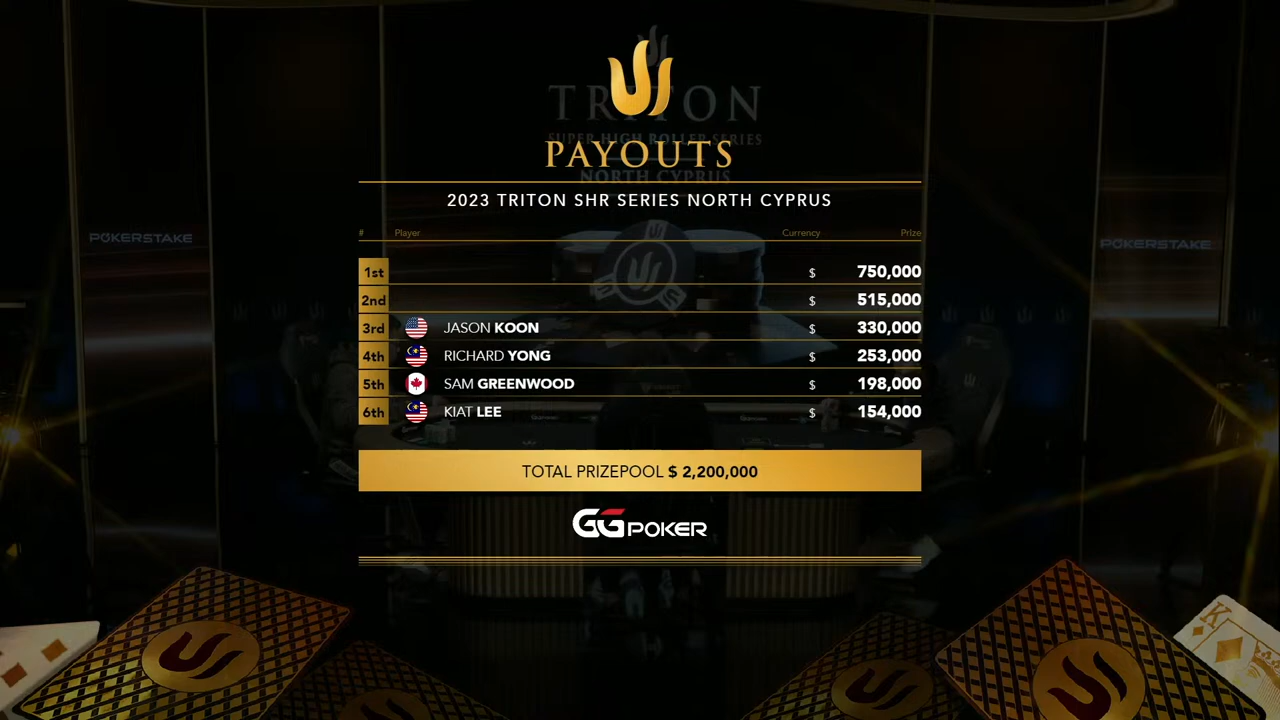 TRITON
SUPER HIGH ROLLER SERIES
PAYOUTS
NORTH CYPRUS
2023 TRITON SHR SERIES NORTH CYPRUS
# Player Currency Prize
POKERSTAKE
POKERSTAKE
1st $ 750,000
2nd $ 515,000
3rd JASON KOON $ 330,000
4th RICHARD YONG $ 253,000
5th SAM GREENWOOD $ 198,000
6th KIAT LEE $ 154,000
TOTAL PRIZEPOOL $ 2,200,000
GGPOKER
K